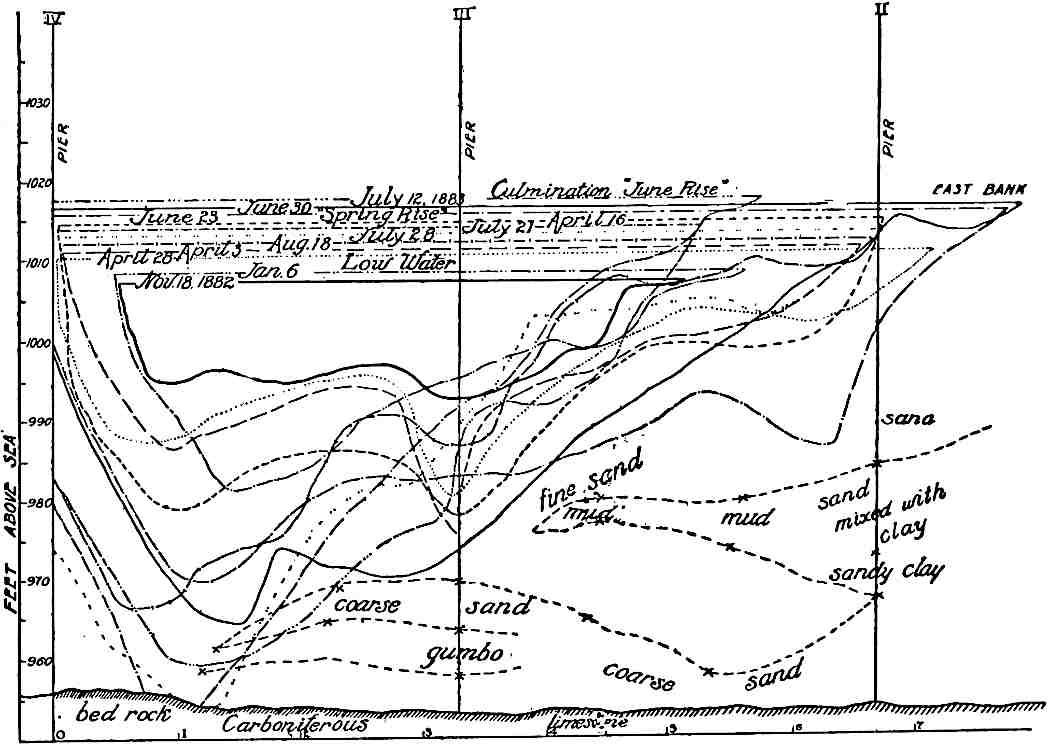 IV
III
II
1030
PIER
PIER
PIER
1020
July 12, 1883 Culmination "June Rise"
EAST BANK
June 23 June 30 "Spring Rise"
July 21 April 16
April 28 April 3 Aug. 18 July 28
1010
Jan. 6 Low Water
Nov. 18, 1882
1000
990
sand
FEET ABOVE SEA
980
fine sand
mud
mud
sand
mixed with
clay
970
sandy clay
coarse sand
960
gumbo
coarse sand
bed rock
Carboniferous
limestone
0
1
3
4
5
6
7